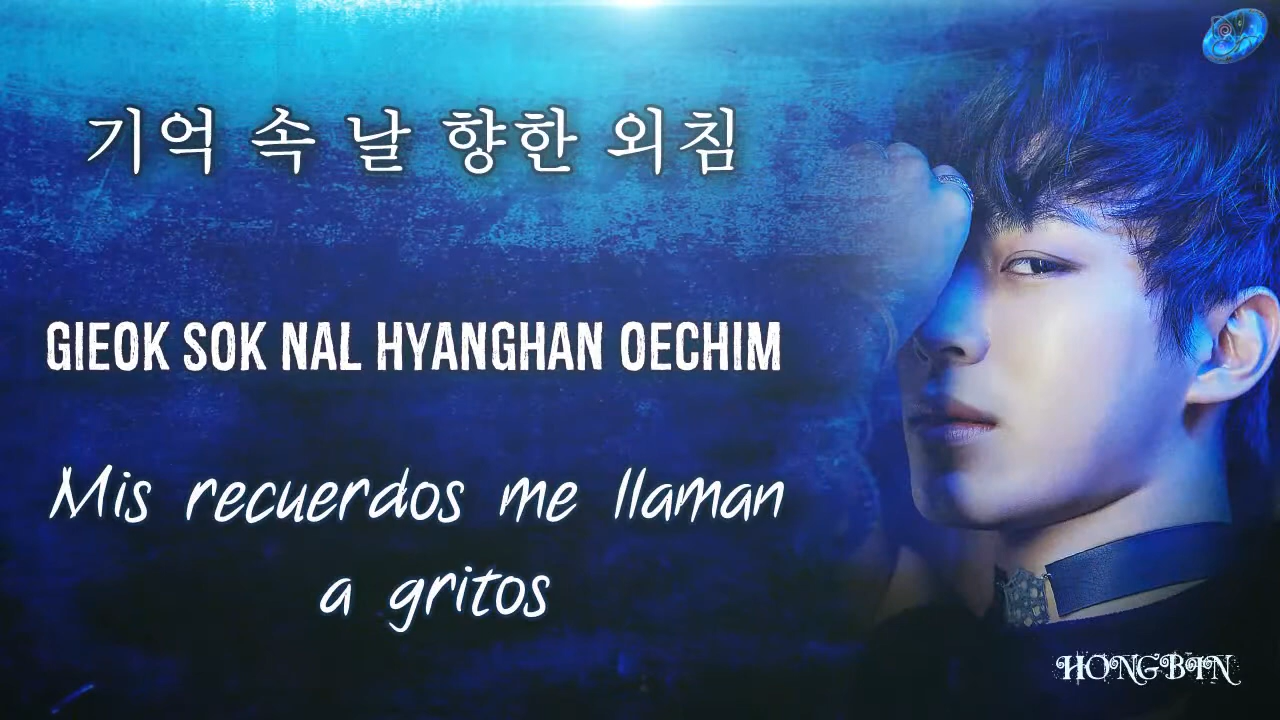 기억 속 날 향한 외침
GIEOK SOK NAL HYANGHAN OECHIM
Mis recuerdos me llaman
a gritos
HONGBIN